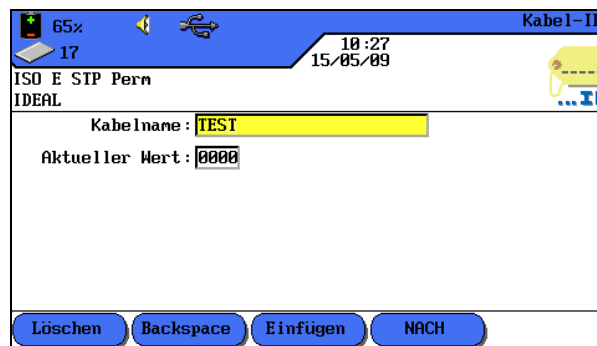 65% Kabel-I
17 10:27
15/05/09
ISO E STP Perm
IDEAL ...I
Kabelname: TEST
Aktueller Wert: 0000
Löschen Backspace Einfügen NACH